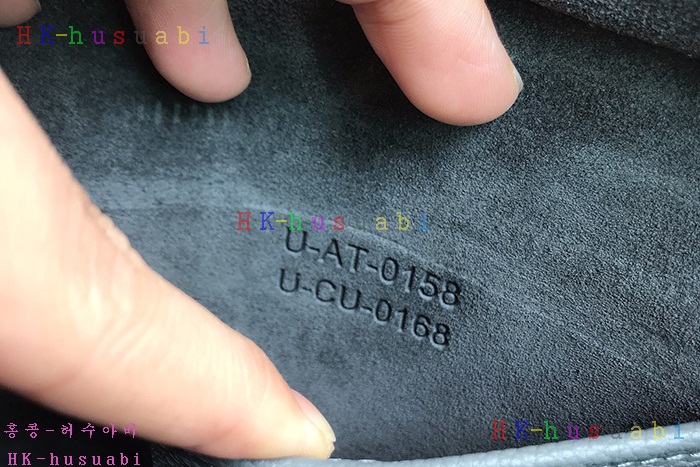 HK-husuabi
HK-husuabi
U-AT-0158
U-CU-0168
HK-husuabi
홍콩-허수아비
HK-husuabi